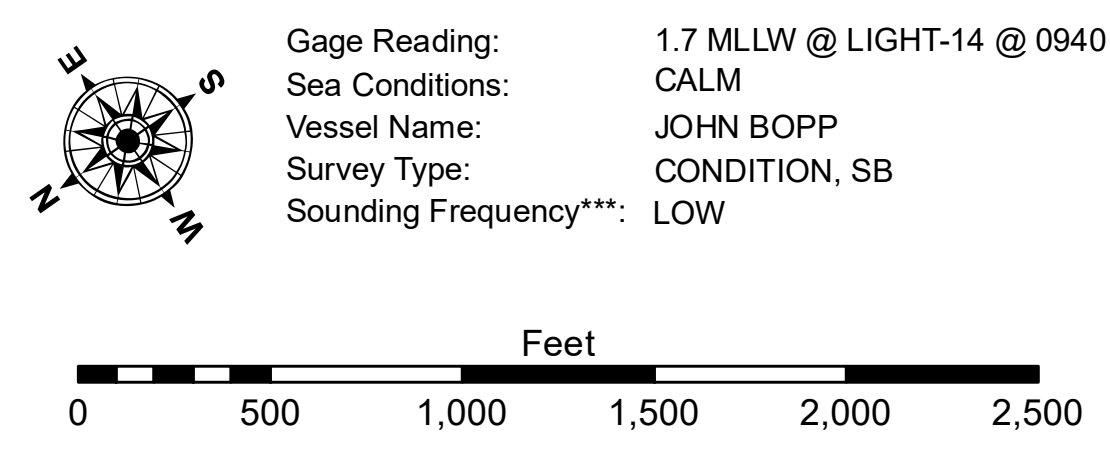 E
S
N
W
Gage Reading: 1.7 MLLW @ LIGHT-14 @ 0940
Sea Conditions: CALM
Vessel Name: JOHN BOPP
Survey Type: CONDITION, SB
Sounding Frequency***: LOW
Feet
0 500 1,000 1,500 2,000 2,500